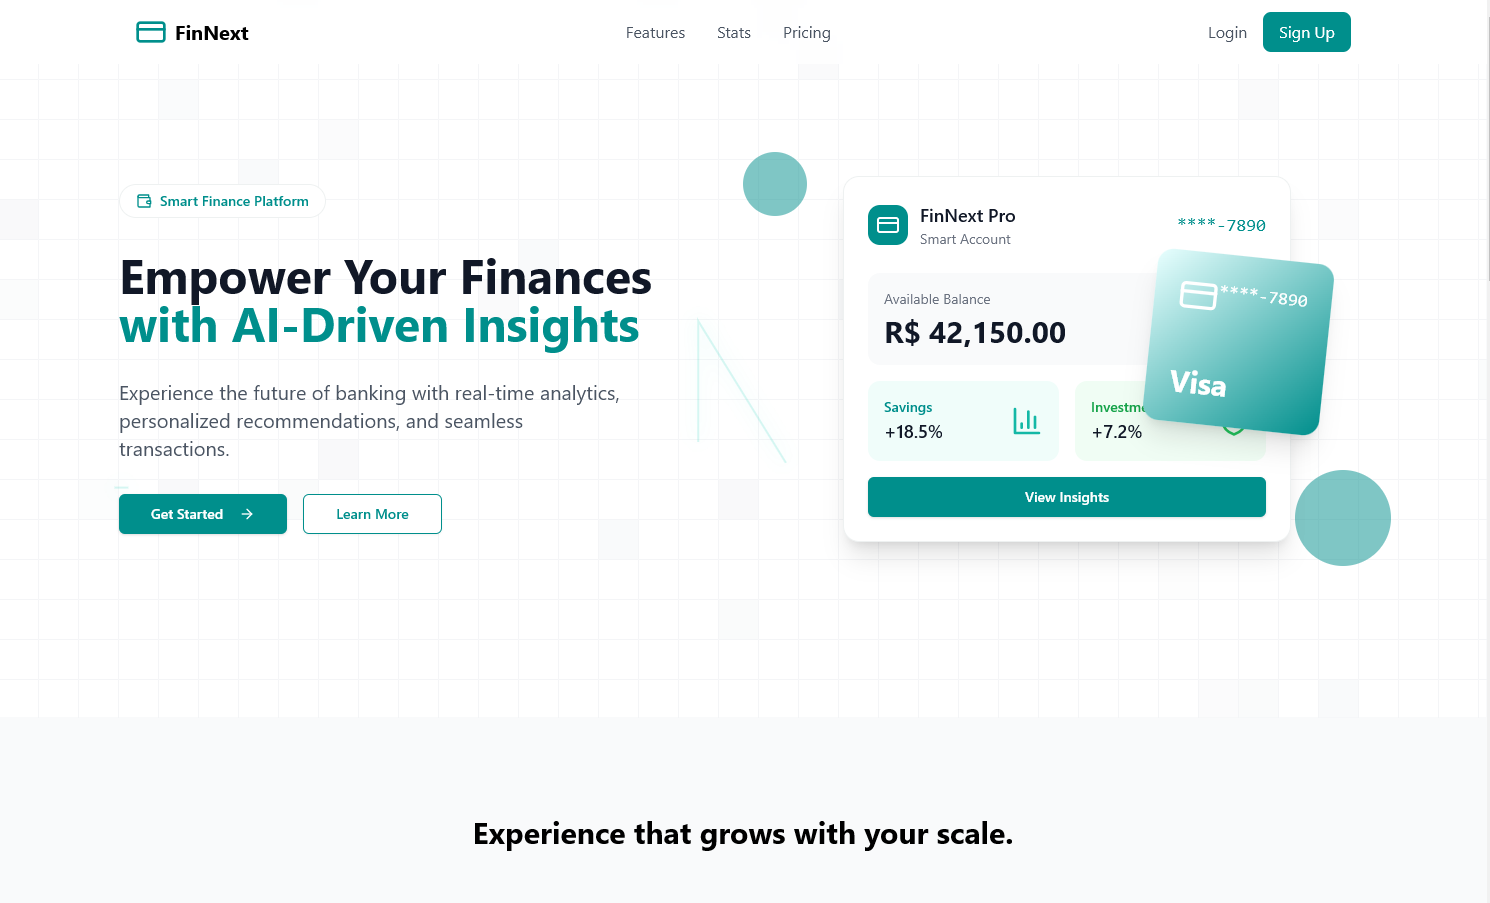 FinNext
Features
Stats
Pricing
Login
Sign Up
Smart Finance Platform
Empower Your Finances
with AI-Driven Insights
Experience the future of banking with real-time analytics,
personalized recommendations, and seamless
transactions.
Get Started
Learn More
FinNext Pro
Smart Account
****-7890
Available Balance
R$ 42,150.00
****-7890
Visa
Savings
+18.5%
Investme
+7.2%
View Insights
Experience that grows with your scale.